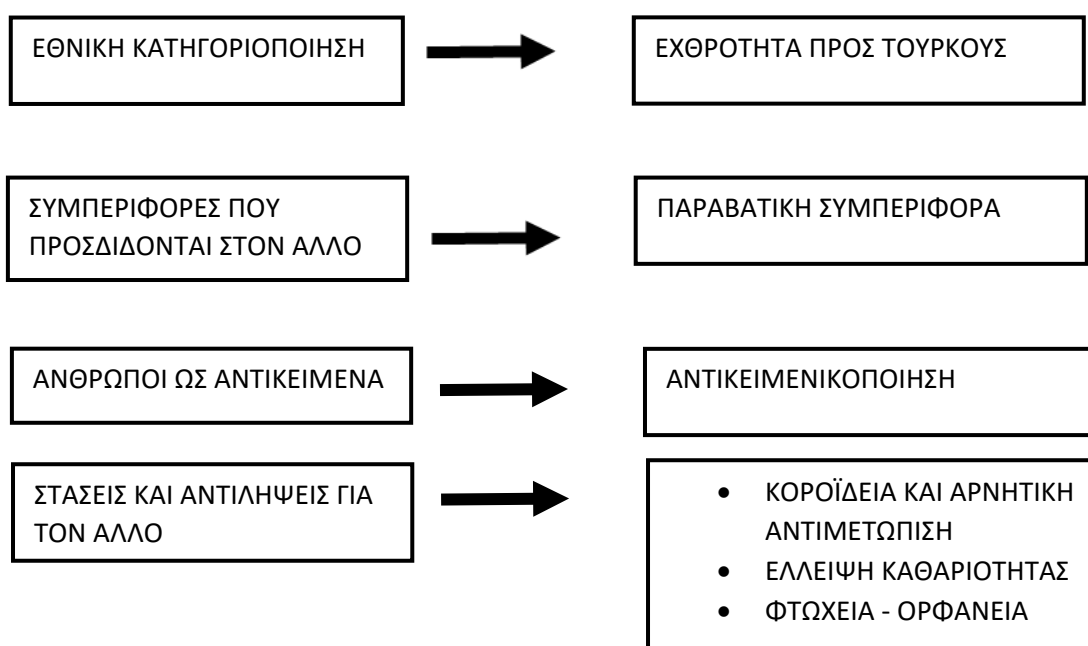 ΕΘΝΙΚΗ ΚΑΤΗΓΟΡΙΟΠΟΙΗΣΗ
ΕΧΘΡΟΤΗΤΑ ΠΡΟΣ ΤΟΥΡΚΟΥΣ
ΣΥΜΠΕΡΙΦΟΡΕΣ ΠΟΥ
ΠΡΟΣΔΙΔΟΝΤΑΙ ΣΤΟΝ ΑΛΛΟ
ΠΑΡΑΒΑΤΙΚΗ ΣΥΜΠΕΡΙΦΟΡΑ
ΑΝΘΡΩΠΟΙ ΩΣ ΑΝΤΙΚΕΙΜΕΝΑ
ΑΝΤΙΚΕΙΜΕΝΙΚΟΠΟΙΗΣΗ
ΣΤΑΣΕΙΣ ΚΑΙ ΑΝΤΙΛΗΨΕΙΣ ΓΙΑ
ΤΟΝ ΑΛΛΟ
• ΚΟΡΟΪΔΕΙΑ ΚΑΙ ΑΡΝΗΤΙΚΗ
ΑΝΤΙΜΕΤΩΠΙΣΗ
• ΕΛΛΕΙΨΗ ΚΑΘΑΡΙΟΤΗΤΑΣ
• ΦΤΩΧΕΙΑ - ΟΡΦΑΝΕΙΑ